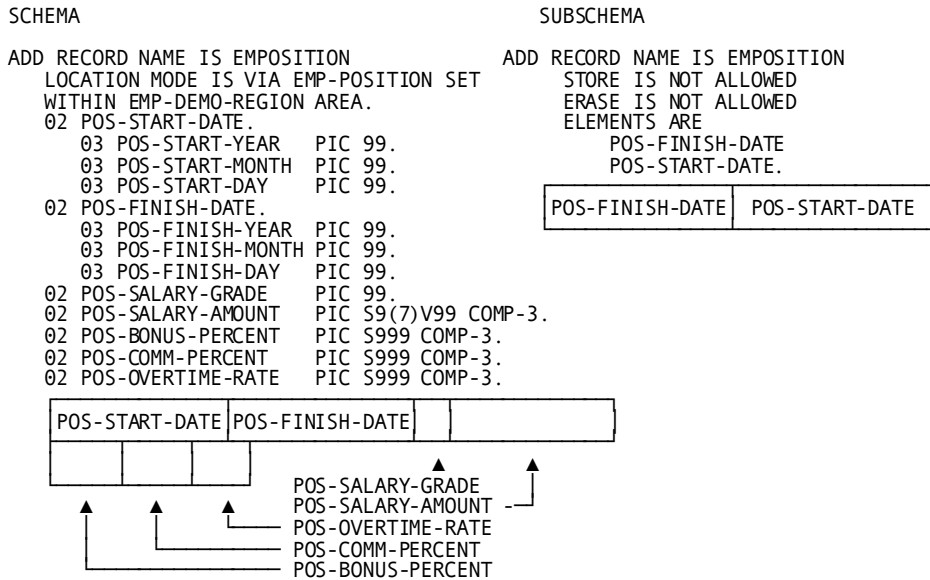 SCHEMA
ADD RECORD NAME IS EMPOSITION
LOCATION MODE IS VIA EMP-POSITION SET
WITHIN EMP-DEMO-REGION AREA.
02 POS-START-DATE.
03 POS-START-YEAR PIC 99.
03 POS-START-MONTH PIC 99.
03 POS-START-DAY PIC 99.
02 POS-FINISH-DATE.
03 POS-FINISH-YEAR PIC 99.
03 POS-FINISH-MONTH PIC 99.
03 POS-FINISH-DAY PIC 99.
02 POS-SALARY-GRADE PIC 99.
02 POS-SALARY-AMOUNT PIC S9(7)V99 COMP-3.
02 POS-BONUS-PERCENT PIC S999 COMP-3.
02 POS-COMM-PERCENT PIC S999 COMP-3.
02 POS-OVERTIME-RATE PIC S999 COMP-3.
POS-START-DATE POS-FINISH-DATE
POS-SALARY-GRADE
POS-SALARY-AMOUNT
POS-OVERTIME-RATE
POS-COMM-PERCENT
POS-BONUS-PERCENT
SUBSCHEMA
ADD RECORD NAME IS EMPOSITION
STORE IS NOT ALLOWED
ERASE IS NOT ALLOWED
ELEMENTS ARE
POS-FINISH-DATE
POS-START-DATE.
POS-FINISH-DATE POS-START-DATE